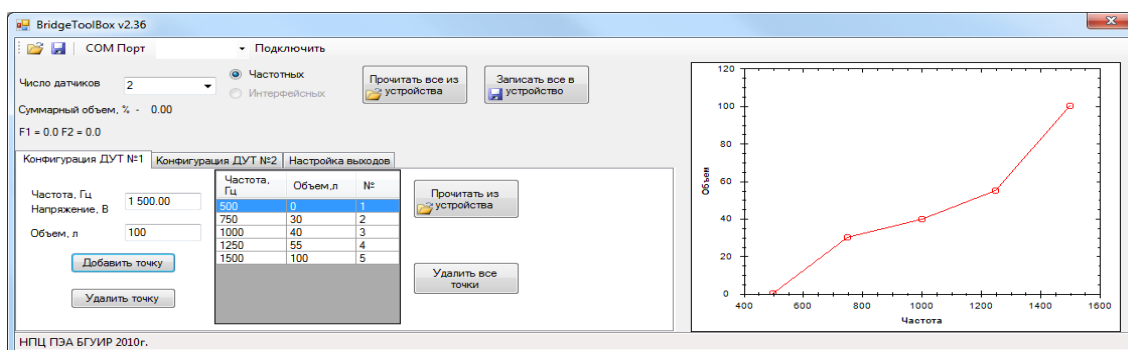 BridgeToolBox v2.36
COM Порт Подключить
Число датчиков 2
Частотных
Интерфейсных
Прочитать все из
устройства
Записать все в
устройство
Суммарный объем, % - 0.00
F1 = 0.0 F2 = 0.0
Конфигурация ДУТ №1 Конфигурация ДУТ №2 Настройка выходов
Частота, Гц
Напряжение, В
1 500.00
Объем, л 100
Добавить точку
Удалить точку
Частота,
Гц Объем,л №
500 0 1
750 30 2
1000 40 3
1250 55 4
1500 100 5
Прочитать из
устройства
Удалить все
точки
120
100
80
60
40
20
0
Объем
400 600 800 1000 1200 1400 1600
Частота
НПЦ ПЭА БГУИР 2010г.